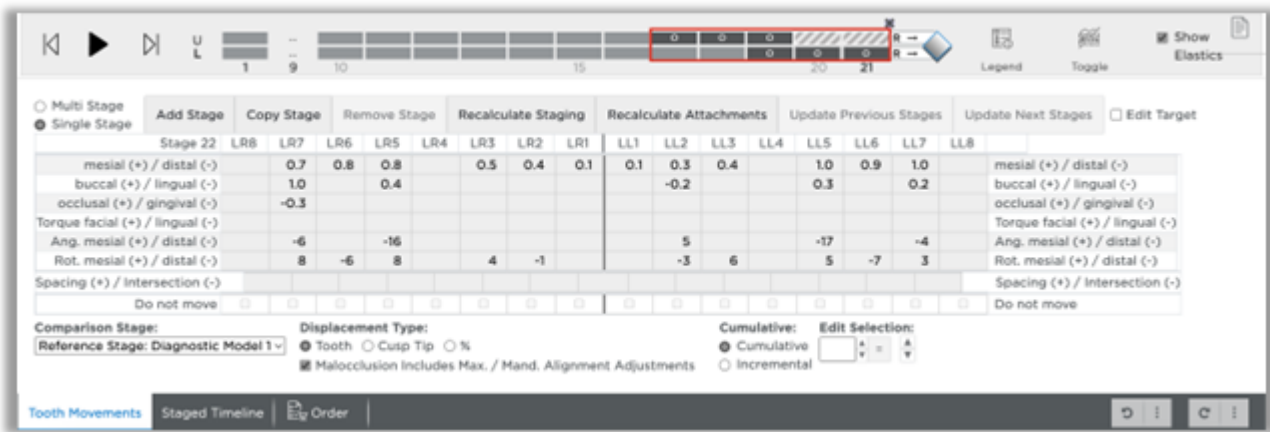 U
L
.. 
..
1 9 10 15 20 21
R →
R →
Legend Toggle Show Elastics
Multi Stage
Single Stage
Add Stage Copy Stage Remove Stage Recalculate Staging Recalculate Attachments Update Previous Stages Update Next Stages Edit Target
Stage 22 LR8 LR7 LR6 LR5 LR4 LR3 LR2 LR1 LL1 LL2 LL3 LL4 LL5 LL6 LL7 LL8
mesial (+) / distal (-) 0.7 0.8 0.8 0.5 0.4 0.1 0.1 0.3 0.4 1.0 0.9 1.0 mesial (+) / distal (-)
buccal (+) / lingual (-) 1.0 0.4 -0.2 0.3 0.2 buccal (+) / lingual (-)
occlusal (+) / gingival (-) -0.3 occlusal (+) / gingival (-)
Torque facial (+) / lingual (-) Torque facial (+) / lingual (-)
Ang. mesial (+) / distal (-) -6 -16 5 -17 -4 Ang. mesial (+) / distal (-)
Rot. mesial (+) / distal (-) 8 -6 8 4 -1 -3 6 5 -7 3 Rot. mesial (+) / distal (-)
Spacing (+) / Intersection (-) Spacing (+) / Intersection (-)
Do not move Do not move
Comparison Stage: Displacement Type: Cumulative: Edit Selection:
Reference Stage: Diagnostic Model 1 Tooth Cusp Tip % Cumulative =
Malocclusion Includes Max. / Mand. Alignment Adjustments Incremental
Tooth Movements Staged Timeline Order